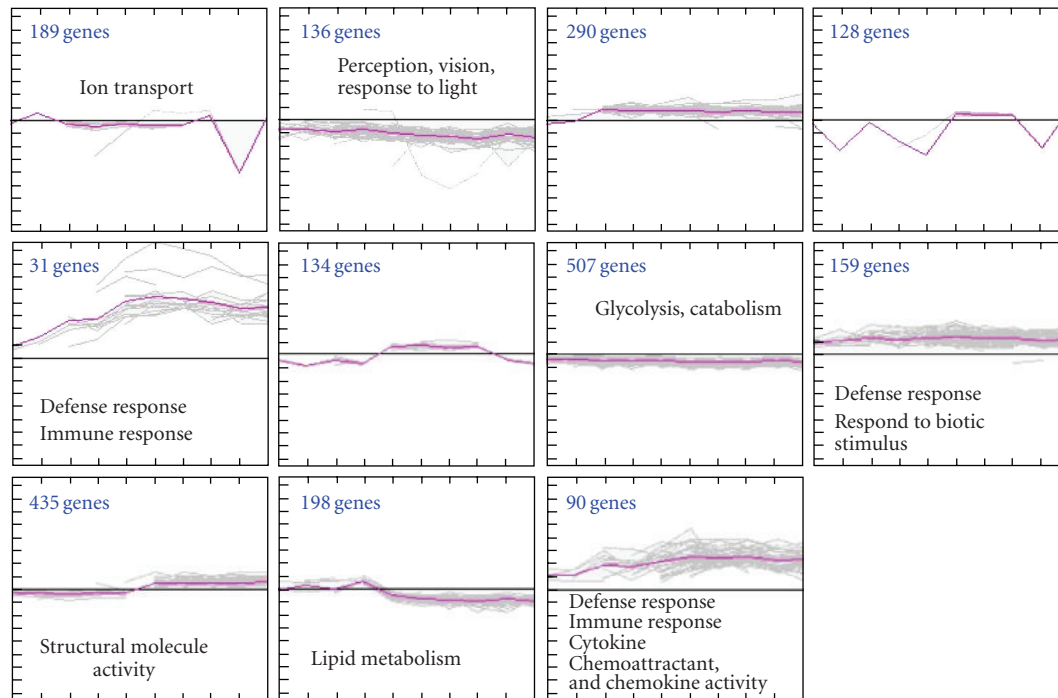 189 genes
Ion transport
136 genes
Perception, vision,
response to light
290 genes
128 genes
31 genes
Defense response
Immune response
134 genes
507 genes
Glycolysis, catabolism
159 genes
Defense response
Respond to biotic
stimulus
435 genes
Structural molecule
activity
198 genes
Lipid metabolism
90 genes
Defense response
Immune response
Cytokine
Chemoattractant,
and chemokine activity